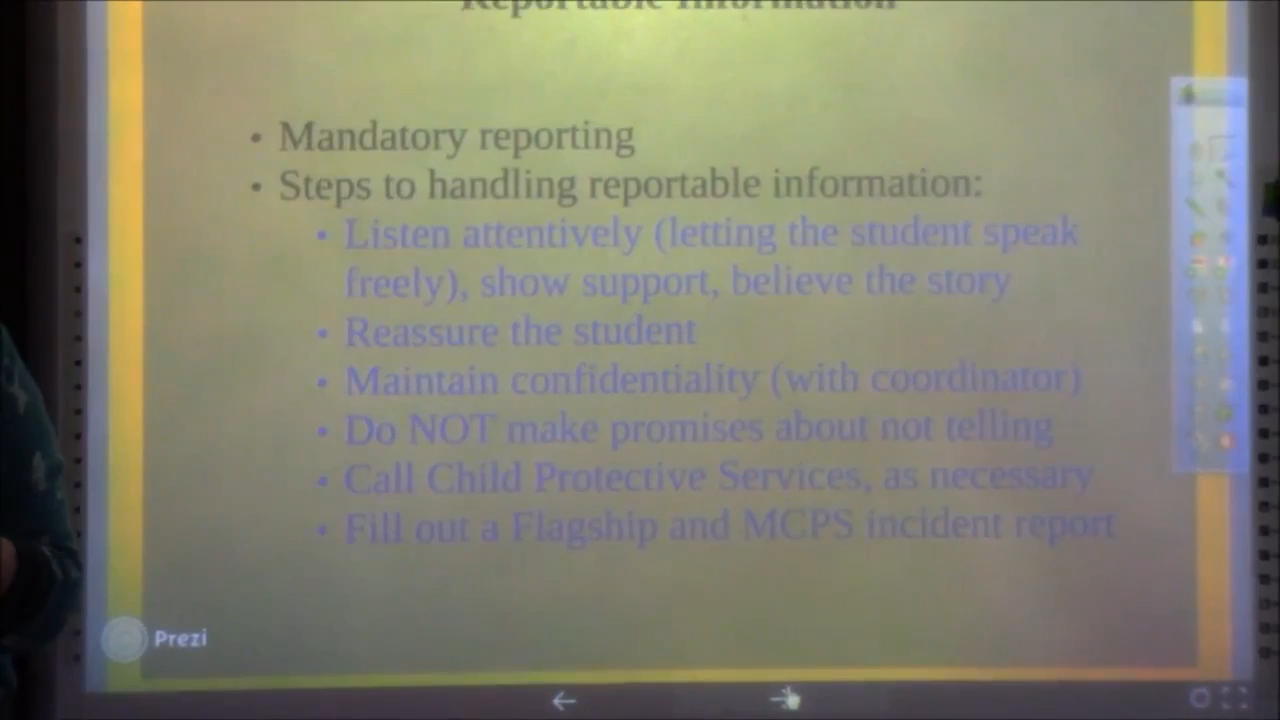 Reportable Information
• Mandatory reporting
• Steps to handling reportable information:
• Listen attentively (letting the student speak
freely), show support, believe the story
• Reassure the student
• Maintain confidentiality (with coordinator)
• Do NOT make promises about not telling
• Call Child Protective Services, as necessary
• Fill out a Flagship and MCPS incident report
Prezi